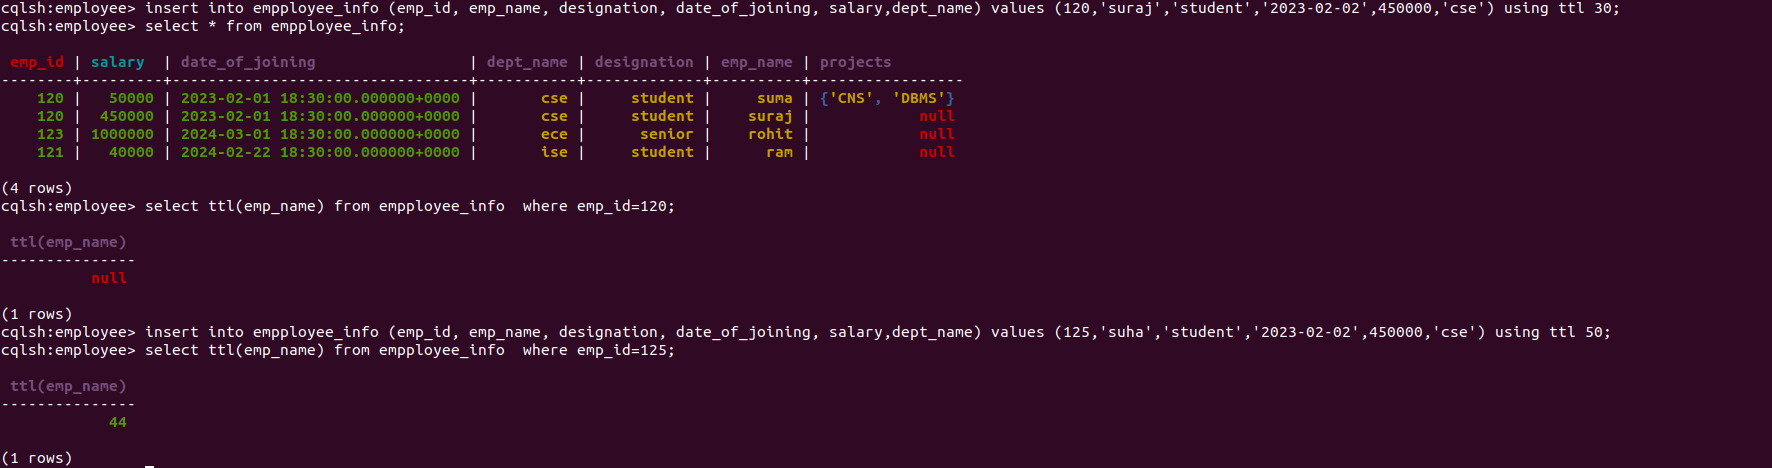 cqlsh:employee> insert into empployee_info (emp_id, emp_name, designation, date_of_joining, salary,dept_name) values (120,'suraj','student','2023-02-02',450000,'cse') using ttl 30;
cqlsh:employee> select * from empployee_info;
 emp_id | salary  | date_of_joining                 | dept_name | designation | emp_name | projects
--------+---------+---------------------------------+-----------+-------------+----------+-----------------
    120 |   50000 | 2023-02-01 18:30:00.000000+0000 |       cse |     student |     suma | {'CNS', 'DBMS'}
    120 |  450000 | 2023-02-01 18:30:00.000000+0000 |       cse |     student |    suraj |            null
    123 | 1000000 | 2024-03-01 18:30:00.000000+0000 |       ece |      senior |    rohit |            null
    121 |   40000 | 2024-02-22 18:30:00.000000+0000 |       ise |     student |      ram |            null
(4 rows)
cqlsh:employee> select ttl(emp_name) from empployee_info  where emp_id=120;
 ttl(emp_name)
---------------
          null
(1 rows)
cqlsh:employee> insert into empployee_info (emp_id, emp_name, designation, date_of_joining, salary,dept_name) values (125,'suha','student','2023-02-02',450000,'cse') using ttl 50;
cqlsh:employee> select ttl(emp_name) from empployee_info  where emp_id=125;
 ttl(emp_name)
---------------
            44
(1 rows)